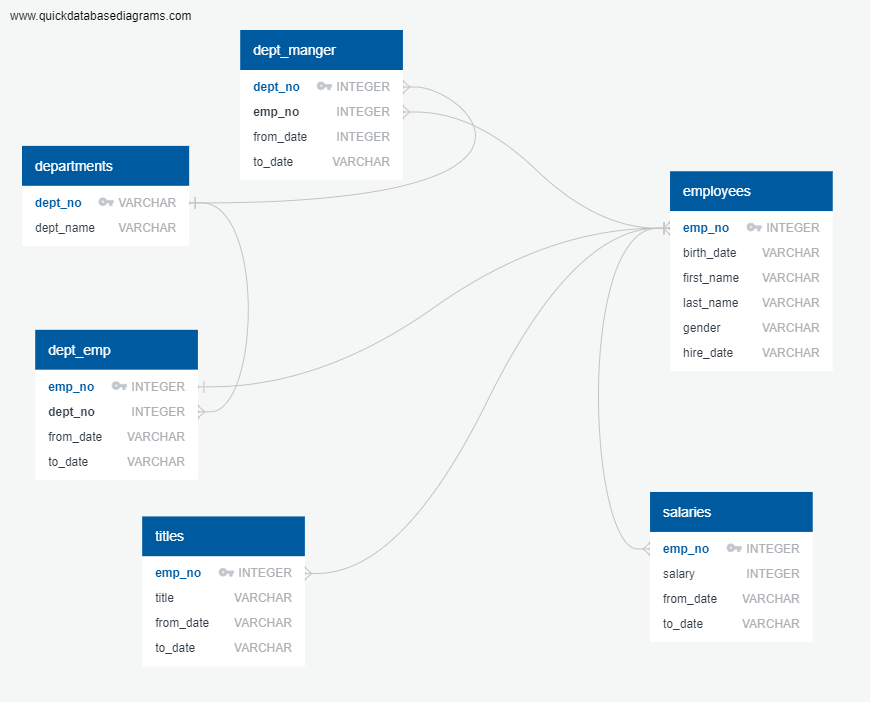 www.quickdatabasediagrams.com
dept_manger
dept_no INTEGER
emp_no INTEGER
from_date INTEGER
to_date VARCHAR
departments
dept_no VARCHAR
dept_name VARCHAR
employees
emp_no INTEGER
birth_date VARCHAR
first_name VARCHAR
last_name VARCHAR
gender VARCHAR
hire_date VARCHAR
dept_emp
emp_no INTEGER
dept_no INTEGER
from_date VARCHAR
to_date VARCHAR
titles
emp_no INTEGER
title VARCHAR
from_date VARCHAR
to_date VARCHAR
salaries
emp_no INTEGER
salary INTEGER
from_date VARCHAR
to_date VARCHAR